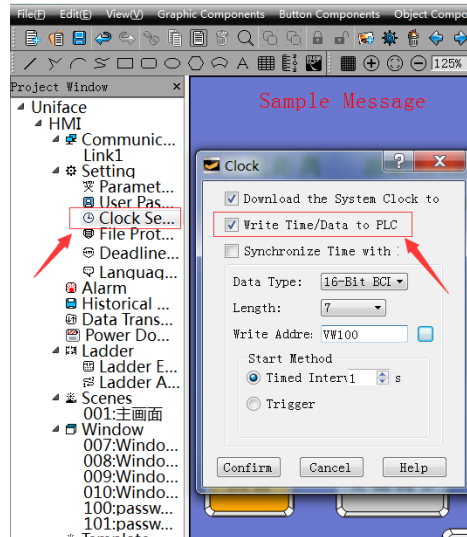 File(F) Edit(E) View(V) Graphic Components Button Components Object Compo
125%
Project Window ×
Sample Message
Uniface
HMI
Communic...
Link1
Setting
Paramet...
User Pas...
Clock Se...
File Prot...
Deadline...
Languag...
Alarm
Historical ...
Data Trans...
Power Do...
Ladder
Ladder E...
Ladder A...
Scenes
001:主画面
Window
007:Windo...
008:Windo...
009:Windo...
010:Windo...
100:passw...
101:passw...
Clock
Download the System Clock to
Write Time/Data to PLC
Synchronize Time with
Data Type: 16-Bit BCI
Length: 7
Write Addre: VW100
Start Method
Timed Inter 1 s
Trigger
Confirm Cancel Help